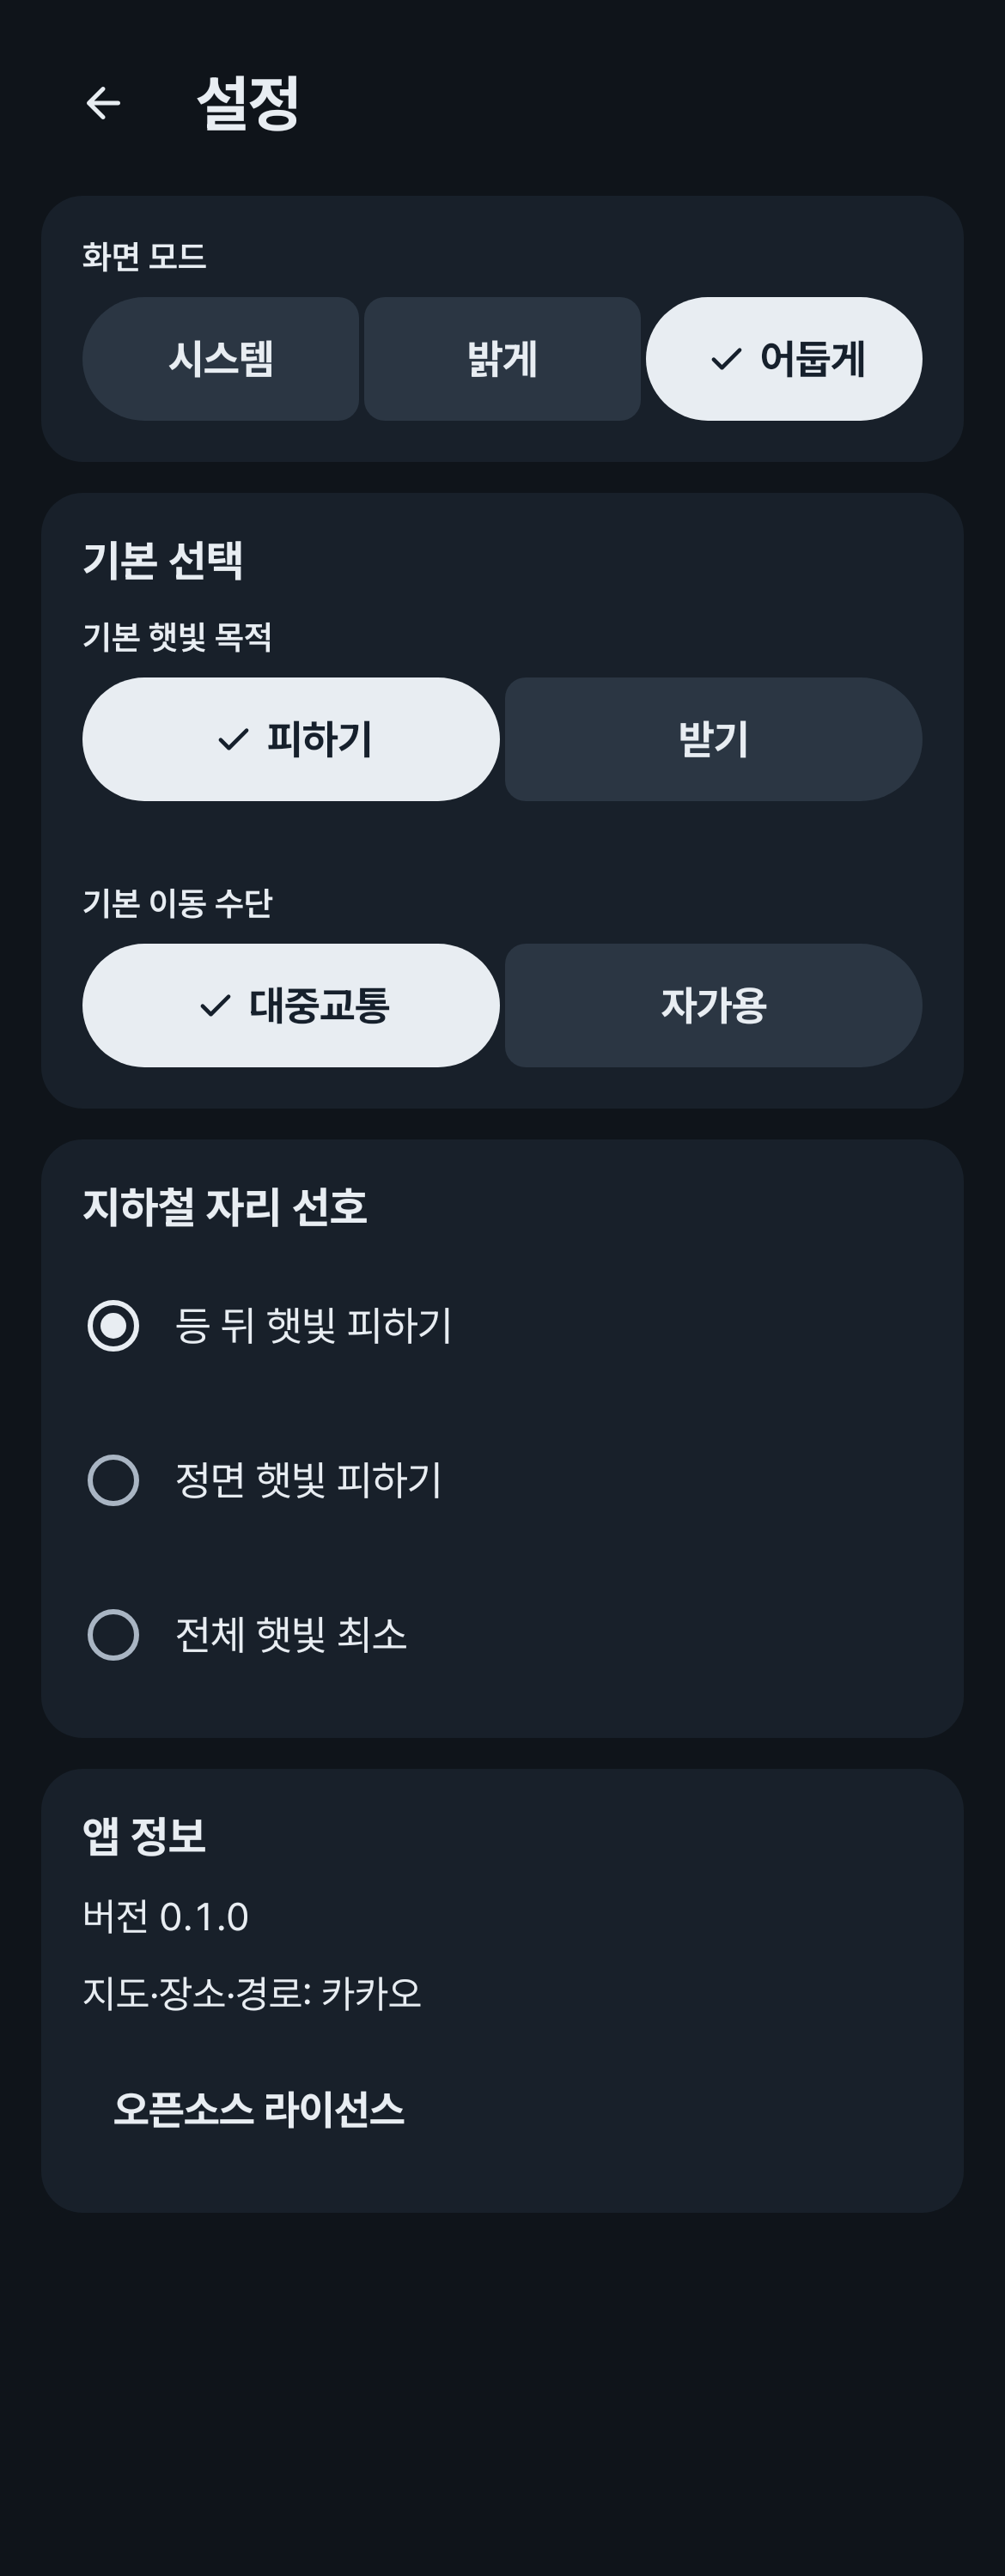 설정
화면 모드
시스템
밝게
어둡게
기본 선택
기본 햇빛 목적
피하기
받기
기본 이동 수단
대중교통
자가용
지하철 자리 선호
등 뒤 햇빛 피하기
정면 햇빛 피하기
전체 햇빛 최소
앱 정보
버전 0.1.0
지도·장소·경로: 카카오
오픈소스 라이선스